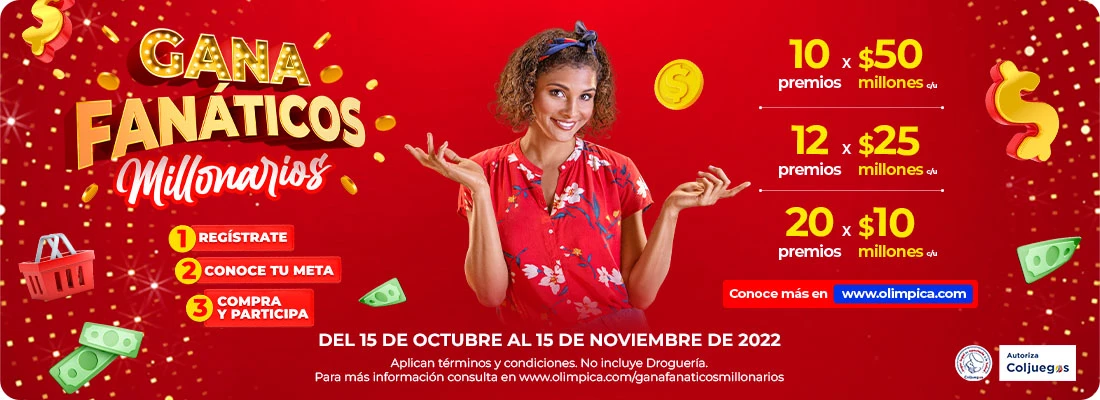 GANA
FANÁTICOS
Millonarios
1 REGÍSTRATE
2 CONOCE TU META
3 COMPRA
Y PARTICIPA
10 x $50
premios millones c/u
12 x $25
premios millones c/u
20 x $10
premios millones c/u
Conoce más en www.olimpica.com
DEL 15 DE OCTUBRE AL 15 DE NOVIEMBRE DE 2022
Aplican términos y condiciones. No incluye Droguería.
Para más información consulta en www.olimpica.com/ganafanaticosmillonarios
Coljuegos
Autoriza
Coljuegos